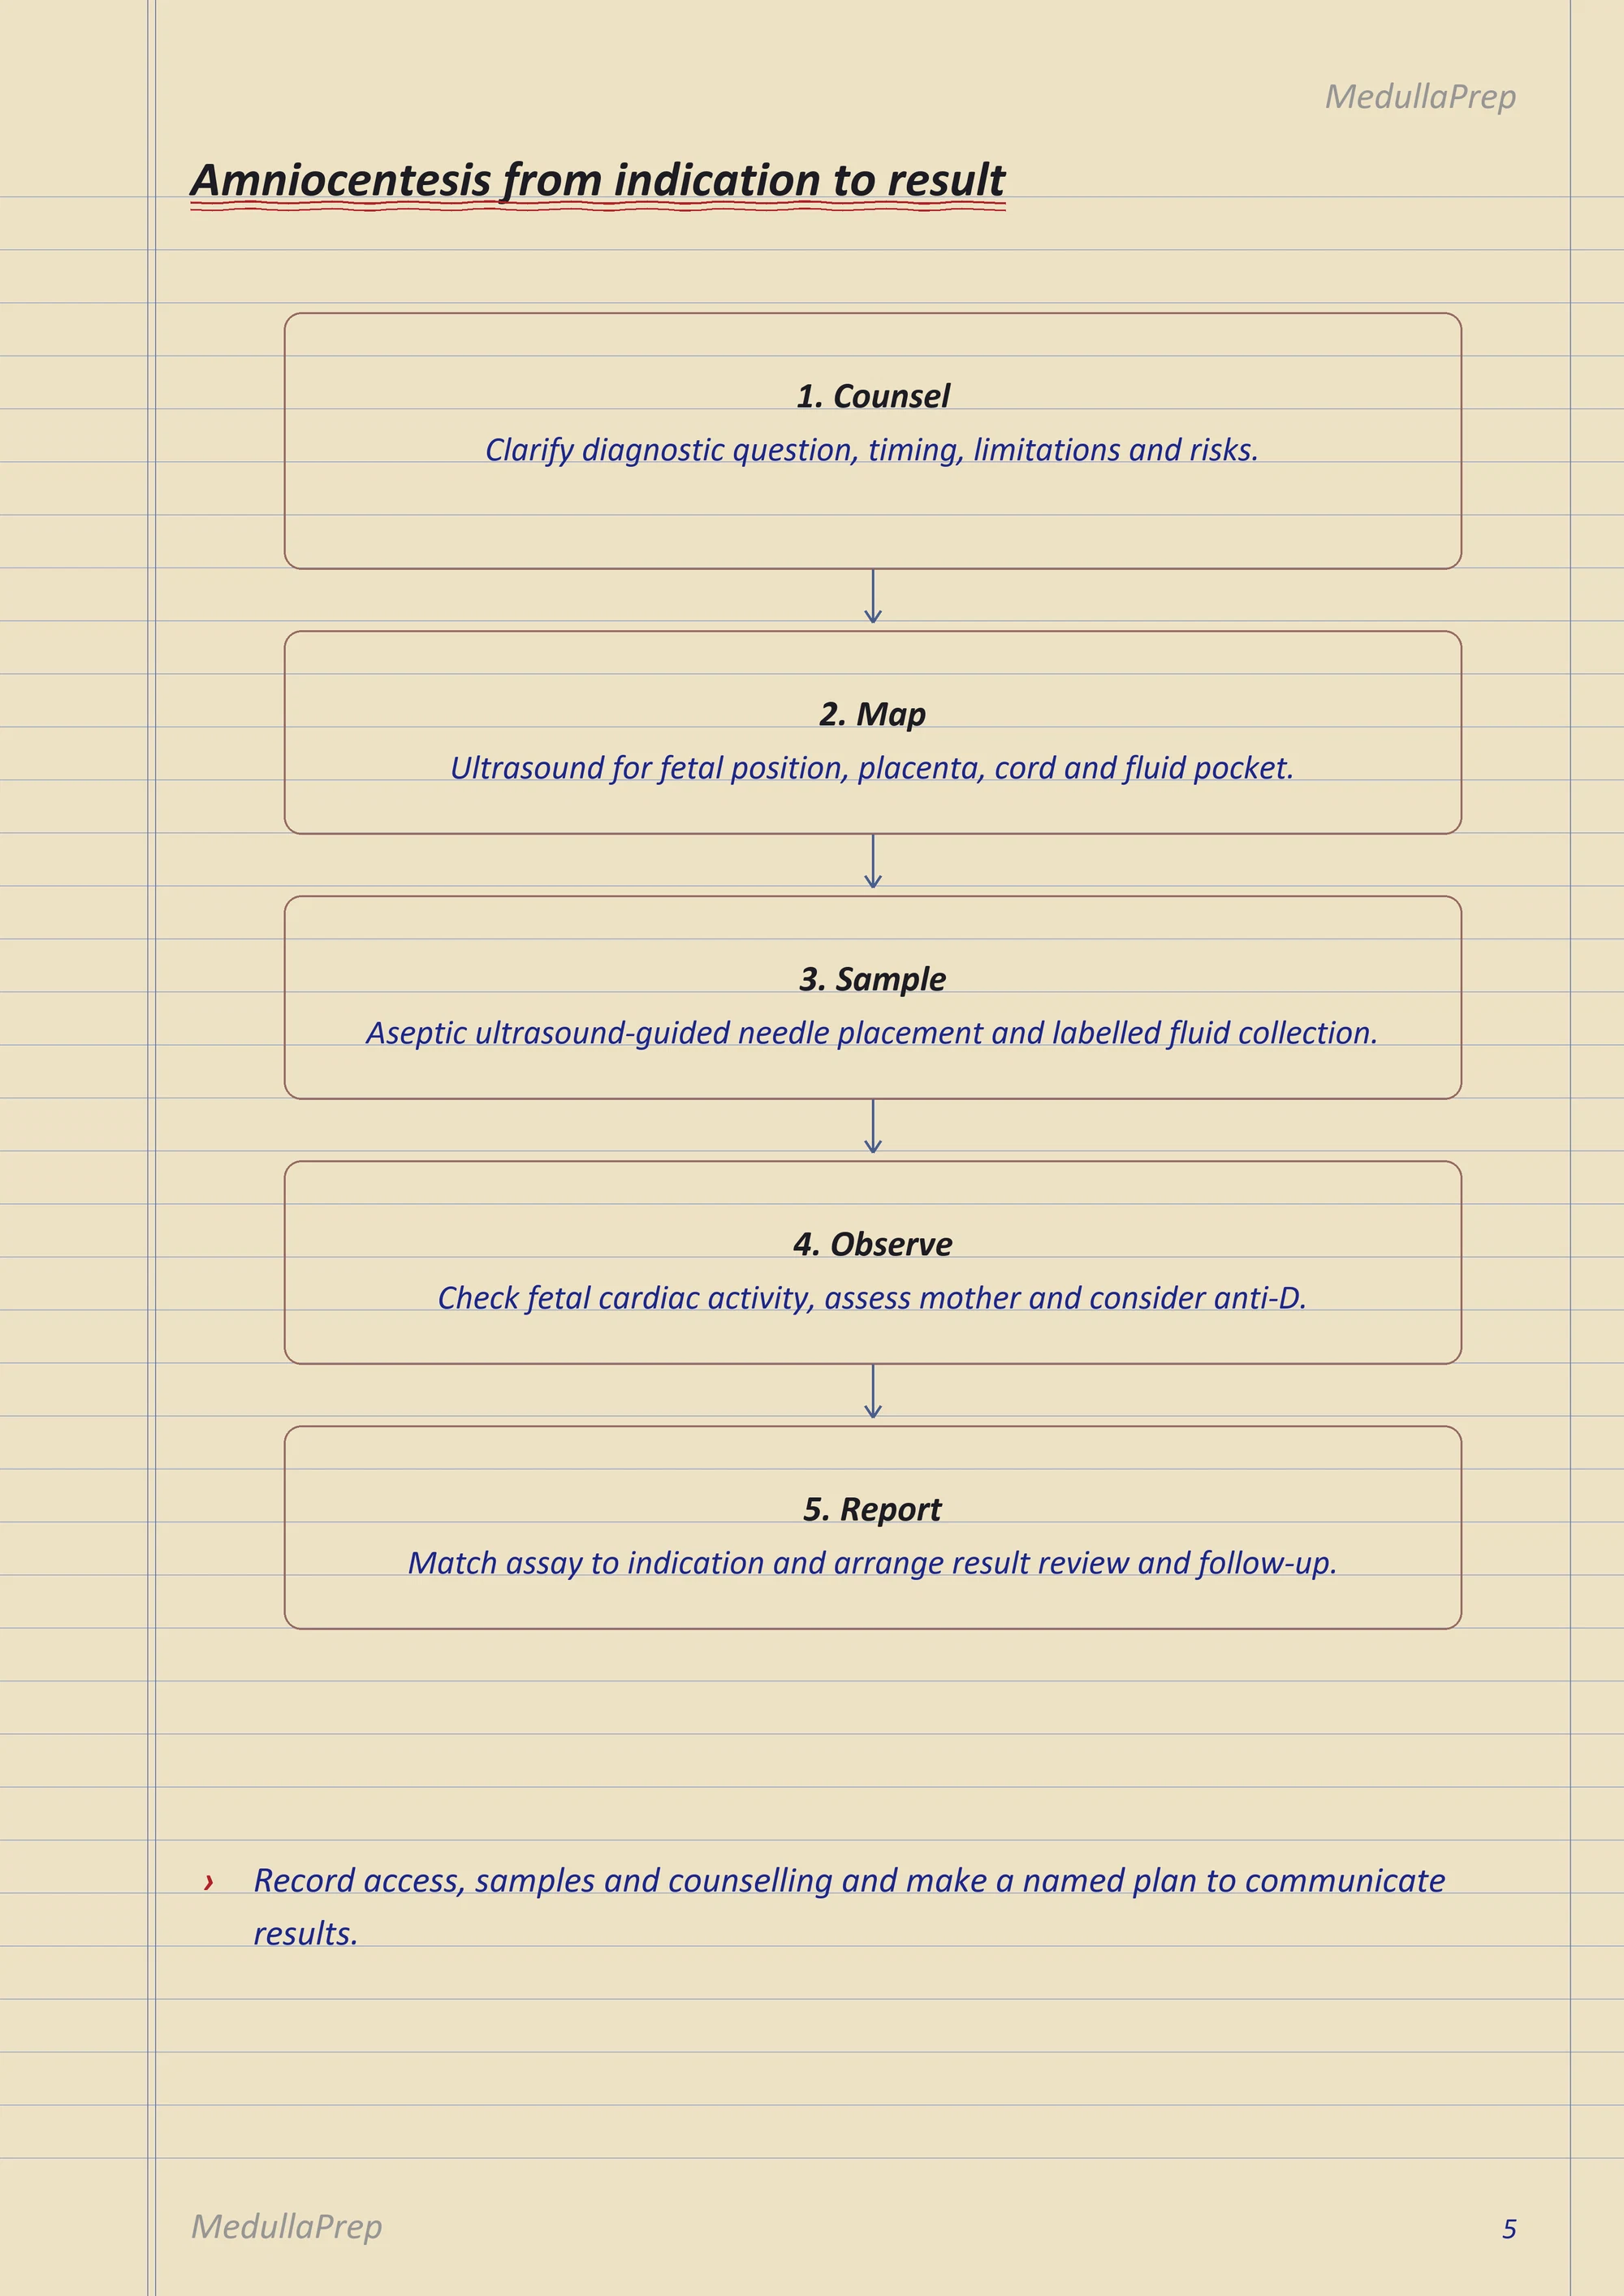 MedullaPrep
Amniocentesis from indication to result
1. Counsel
Clarify diagnostic question, timing, limitations and risks.
2. Map
Ultrasound for fetal position, placenta, cord and fluid pocket.
3. Sample
Aseptic ultrasound-guided needle placement and labelled fluid collection.
4. Observe
Check fetal cardiac activity, assess mother and consider anti-D.
5. Report
Match assay to indication and arrange result review and follow-up.
› Record access, samples and counselling and make a named plan to communicate
results.
MedullaPrep
5